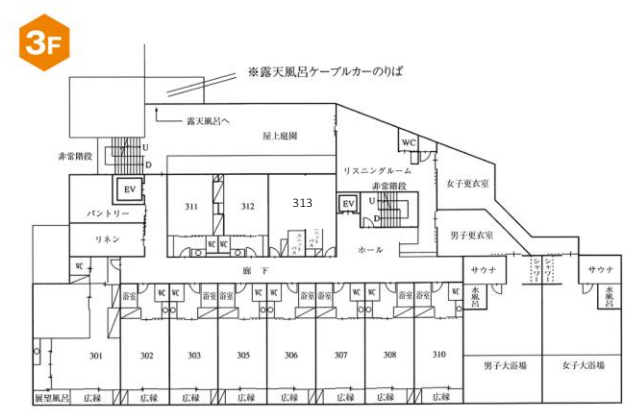 3F
※露天風呂ケーブルカーのりば
露天風呂へ
屋上庭園
非常階段
U
D
WC
リスニングルーム
非常階段
女子更衣室
EV
311
312
313
EV
U
D
パントリー
男子更衣室
リネン
WC
WC
ホール
WC
廊下
サウナ
シャワー
シャワー
サウナ
浴室
WC
WC
浴室
浴室
WC
WC
浴室
浴室
WC
WC
浴室
浴室
WC
水風呂
水風呂
301
302
303
305
306
307
308
310
男子大浴場
女子大浴場
展望風呂
広縁
広縁
広縁
広縁
広縁
広縁
広縁
広縁